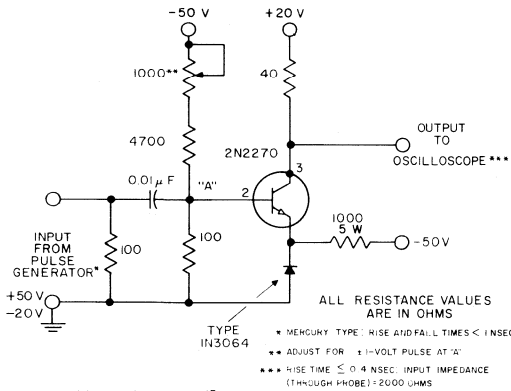 -50 V
+20 V
1000**
40
4700
2N2270
OUTPUT
TO
OSCILLOSCOPE ***
0.01 µF
"A"
3
2
INPUT
FROM
PULSE
GENERATOR*
100
100
1000
5 W
-50V
+50 V
-20V
TYPE
IN3064
ALL RESISTANCE VALUES
ARE IN OHMS
* MERCURY TYPE: RISE AND FALL TIMES < 1 NSEC
** ADJUST FOR ±1-VOLT PULSE AT "A"
*** RISE TIME ≤ 0.4 NSEC. INPUT IMPEDANCE
(THROUGH PROBE) = 2000 OHMS